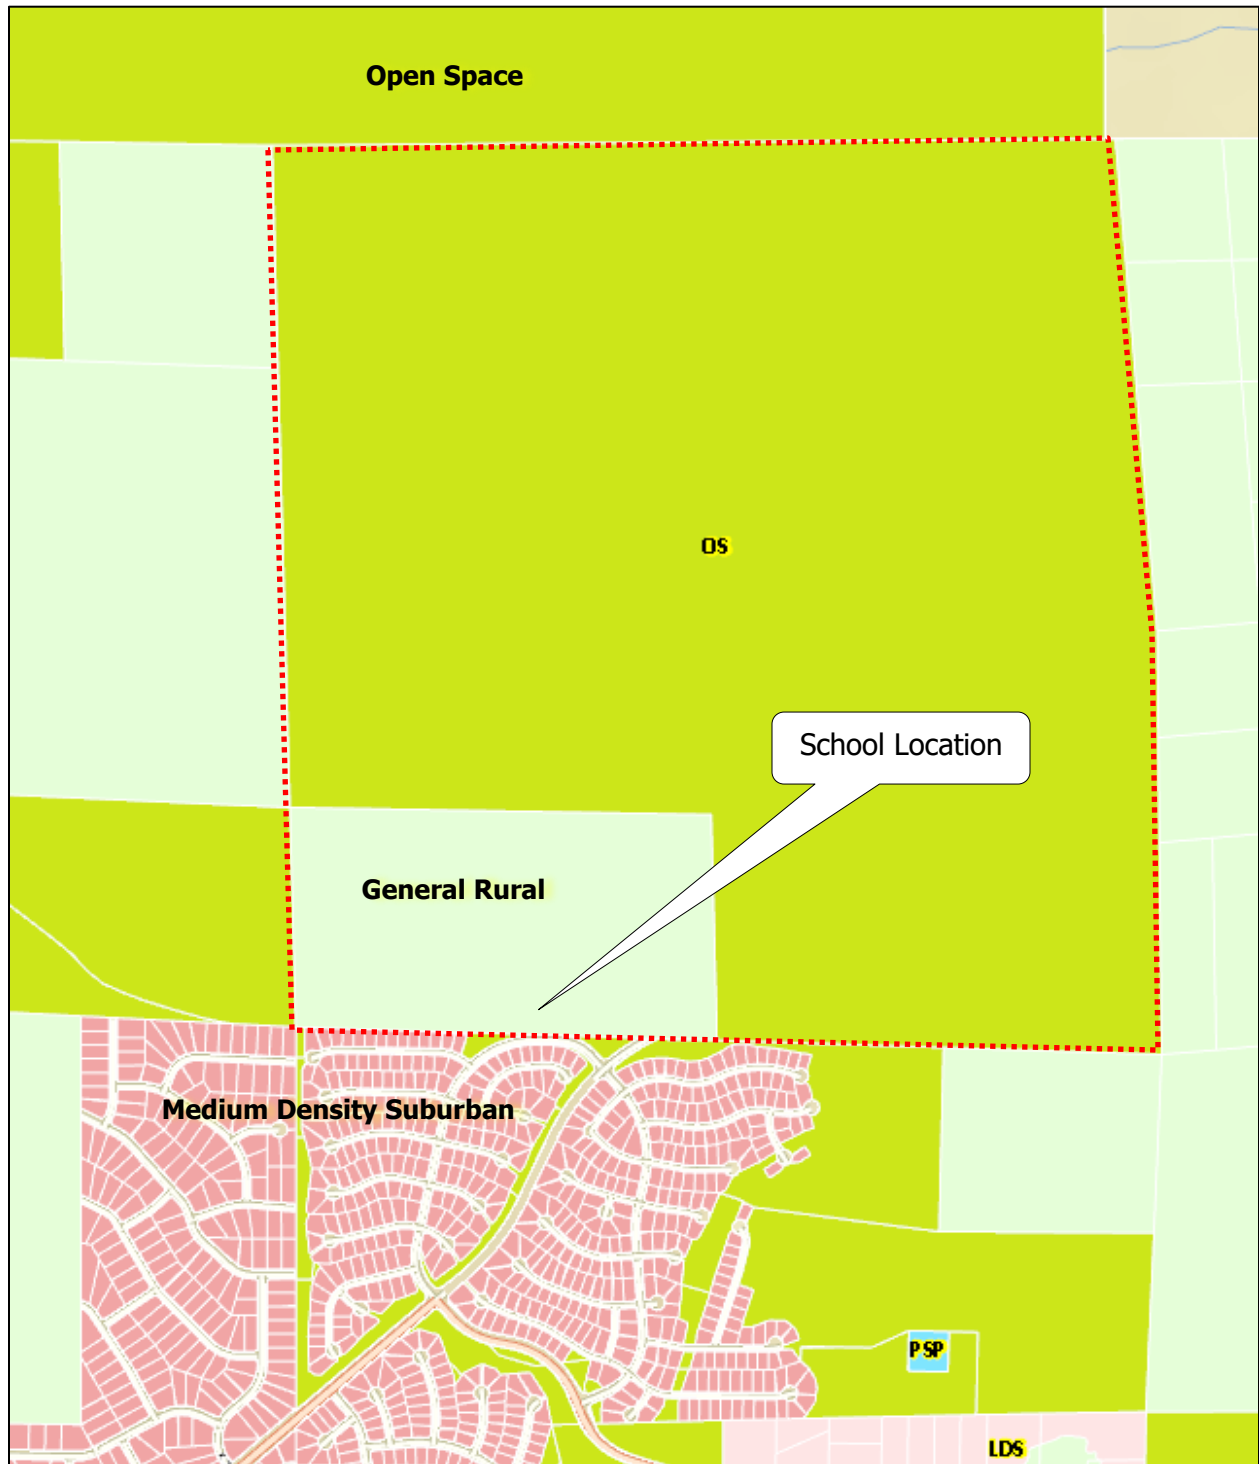 Open Space
OS
School Location
General Rural
Medium Density Suburban
PSP
LDS